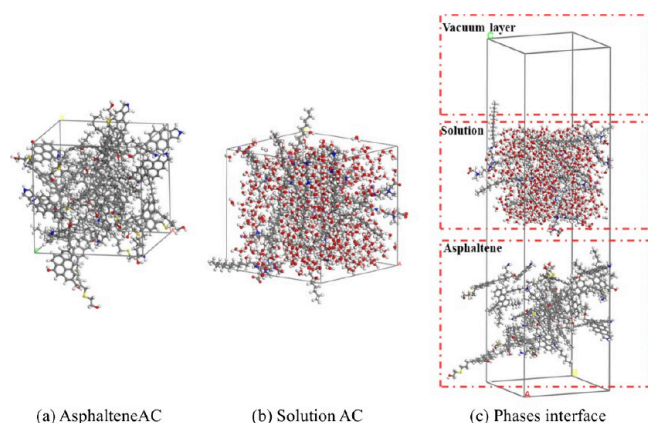 Vacuum layer
Solution
Asphaltene
A
(a) AsphalteneAC
(b) Solution AC
(c) Phases interface